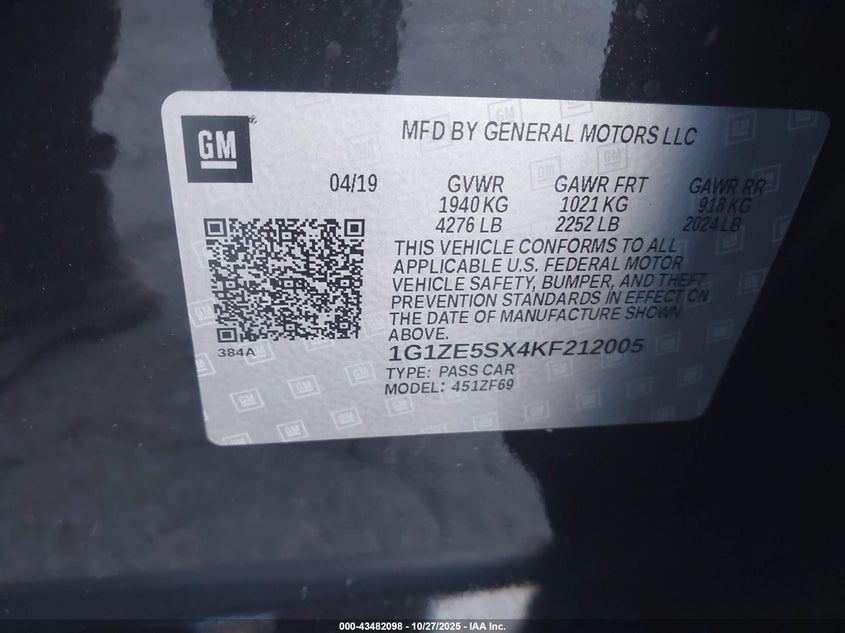 GM
MFD BY GENERAL MOTORS LLC
04/19 GVWR GAWR FRT GAWR RR
1940 KG 1021 KG 918 KG
4276 LB 2252 LB 2024 LB
THIS VEHICLE CONFORMS TO ALL
APPLICABLE U.S. FEDERAL MOTOR
VEHICLE SAFETY, BUMPER, AND THEFT
PREVENTION STANDARDS IN EFFECT ON
THE DATE OF MANUFACTURE SHOWN
ABOVE.
384A
1G1ZE5SX4KF212005
TYPE: PASS CAR
MODEL: 451ZF69
000-43482098 - 10/27/2025 - IAA Inc.